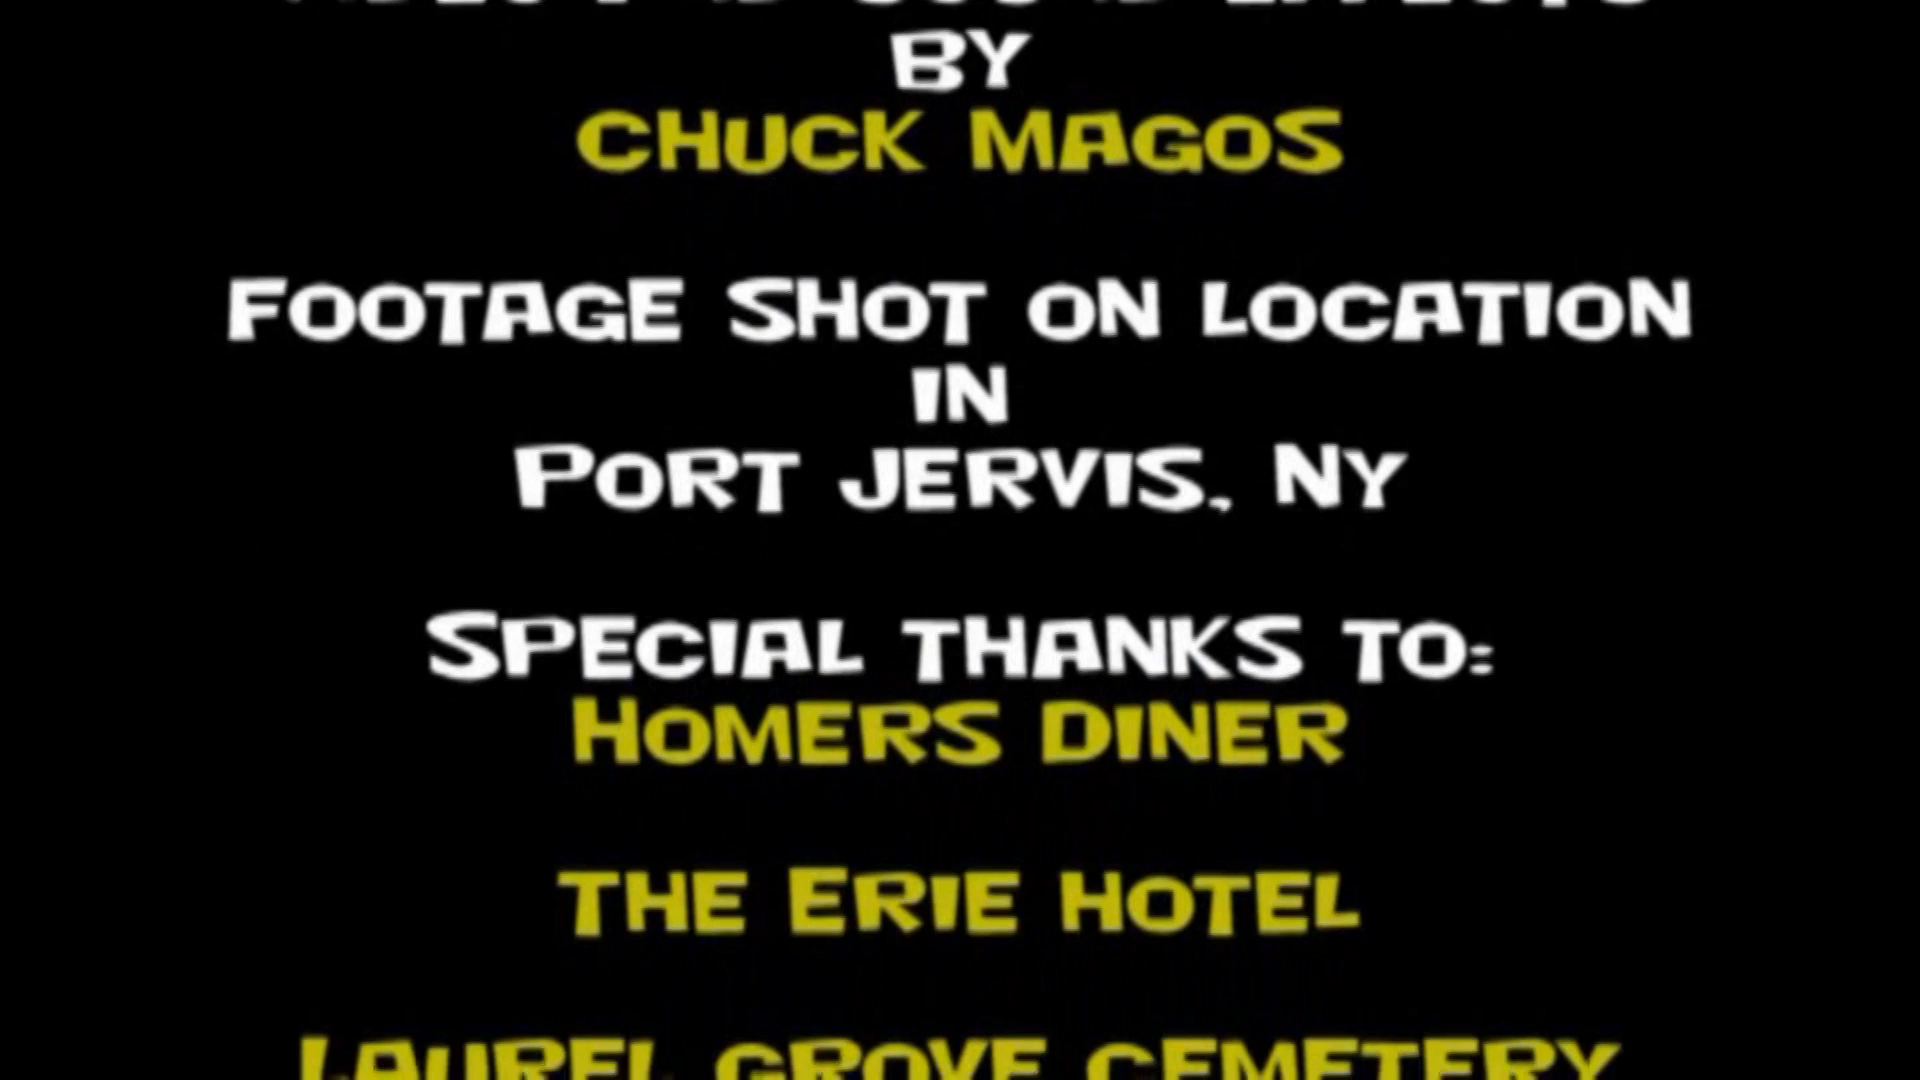 BY
CHUCK MAGOS
FOOTAGE SHOT ON LOCATION
IN
PORT JERVIS, NY
SPECIAL THANKS TO:
HOMERS DINER
THE ERIE HOTEL
LAUREL GROVE CEMETERY